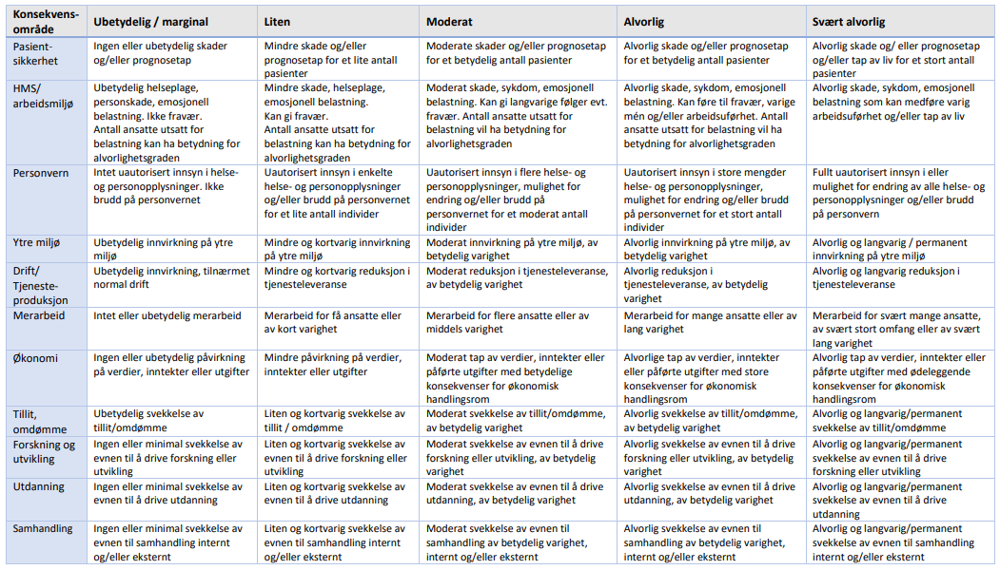 Konsekvens-
område
Ubetydelig / marginal
Liten
Moderat
Alvorlig
Svært alvorlig
Pasient-
sikkerhet
Ingen eller ubetydelig skader
og/eller prognosetap
Mindre skade og/eller
prognosetap for et lite antall
pasienter
Moderate skader og/eller prognosetap
for et betydelig antall pasienter
Alvorlig skade og/eller prognosetap
for et betydelig antall pasienter
Alvorlig skade og/ eller prognosetap
og/eller tap av liv for et stort antall
pasienter
HMS/
arbeidsmiljø
Ubetydelig helseplage,
personskade, emosjonell
belastning. Ikke fravær.
Antall ansatte utsatt for
belastning kan ha betydning for
alvorlighetsgraden
Mindre skade, helseplage,
emosjonell belastning.
Kan gi fravær.
Antall ansatte utsatt for
belastning kan ha betydning for
alvorlighetsgraden
Moderat skade, sykdom, emosjonell
belastning. Kan gi langvarige følger evt.
fravær. Antall ansatte utsatt for
belastning vil ha betydning for
alvorlighetsgraden
Alvorlig skade, sykdom, emosjonell
belastning. Kan føre til fravær, varige
mén og/eller arbeidsuførhet. Antall
ansatte utsatt for belastning vil ha
betydning for alvorlighetsgraden
Alvorlig skade, sykdom, emosjonell
belastning som kan medføre varig
arbeidsuførhet og/eller tap av liv
Personvern
Intet uautorisert innsyn i helse-
og personopplysninger. Ikke
brudd på personvernet
Uautorisert innsyn i enkelte
helse- og personopplysninger
og/eller brudd på personvernet
for et lite antall individer
Uautorisert innsyn i flere helse- og
personopplysninger, mulighet for
endring og/eller brudd på
personvernet for et moderat antall
individer
Uautorisert innsyn i store mengder
helse- og personopplysninger,
mulighet for endring og/eller brudd
på personvernet for et stort antall
individer
Fullt uautorisert innsyn i eller
mulighet for endring av alle helse- og
personopplysninger og/eller brudd
på personvern
Ytre miljø
Ubetydelig innvirkning på ytre
miljø
Mindre og kortvarig innvirkning
på ytre miljø
Moderat innvirkning på ytre miljø, av
betydelig varighet
Alvorlig innvirkning på ytre miljø, av
betydelig varighet
Alvorlig og langvarig / permanent
innvirkning på ytre miljø
Drift/
Tjeneste-
produksjon
Ubetydelig innvirkning, tilnærmet
normal drift
Mindre og kortvarig reduksjon i
tjenesteleveranse
Moderat reduksjon i tjenesteleveranse,
av betydelig varighet
Alvorlig reduksjon i
tjenesteleveranse, av betydelig
varighet
Alvorlig og langvarig reduksjon i
tjenesteleveranse
Merarbeid
Intet eller ubetydelig merarbeid
Merarbeid for få ansatte eller
av kort varighet
Merarbeid for flere ansatte eller av
middels varighet
Merarbeid for mange ansatte eller av
lang varighet
Merarbeid for svært mange ansatte,
av svært stort omfang eller av svært
lang varighet
Økonomi
Ingen eller ubetydelig påvirkning
på verdier, inntekter eller utgifter
Mindre påvirkning på verdier,
inntekter eller utgifter
Moderat tap av verdier, inntekter eller
påførte utgifter med betydelige
konsekvenser for økonomisk
handlingsrom
Alvorlige tap av verdier, inntekter
eller påførte utgifter med store
konsekvenser for økonomisk
handlingsrom
Alvorlig tap av verdier, inntekter eller
påførte utgifter med ødeleggende
konsekvenser for økonomisk
handlingsrom
Tillit,
omdømme
Ubetydelig svekkelse av
tillit/omdømme
Liten og kortvarig svekkelse av
tillit / omdømme
Moderat svekkelse av tillit/omdømme,
av betydelig varighet
Alvorlig svekkelse av tillit/omdømme,
av betydelig varighet
Alvorlig og langvarig/permanent
svekkelse av tillit/omdømme
Forskning og
utvikling
Ingen eller minimal svekkelse av
evnen til å drive forskning eller
utvikling
Liten og kortvarig svekkelse av
evnen til å drive forskning eller
utvikling
Moderat svekkelse av evnen til å drive
forskning eller utvikling, av betydelig
varighet
Alvorlig svekkelse av evnen til å drive
forskning eller utvikling, av betydelig
varighet
Alvorlig og langvarig/permanent
svekkelse av evnen til å drive
forskning eller utvikling
Utdanning
Ingen eller minimal svekkelse av
evnen til å drive utdanning
Liten og kortvarig svekkelse av
evnen til å drive utdanning
Moderat svekkelse av evnen til å drive
utdanning, av betydelig varighet
Alvorlig svekkelse av evnen til å drive
utdanning, av betydelig varighet
Alvorlig og langvarig/permanent
svekkelse av evnen til å drive
utdanning
Samhandling
Ingen eller minimal svekkelse av
evnen til samhandling internt
og/eller eksternt
Liten og kortvarig svekkelse av
evnen til samhandling internt
og/eller eksternt
Moderat svekkelse av evnen til
samhandling av betydelig varighet,
internt og/eller eksternt
Alvorlig svekkelse av evnen til
samhandling av betydelig varighet,
internt og/eller eksternt
Alvorlig og langvarig/permanent
svekkelse av evnen til samhandling
internt og/eller eksternt